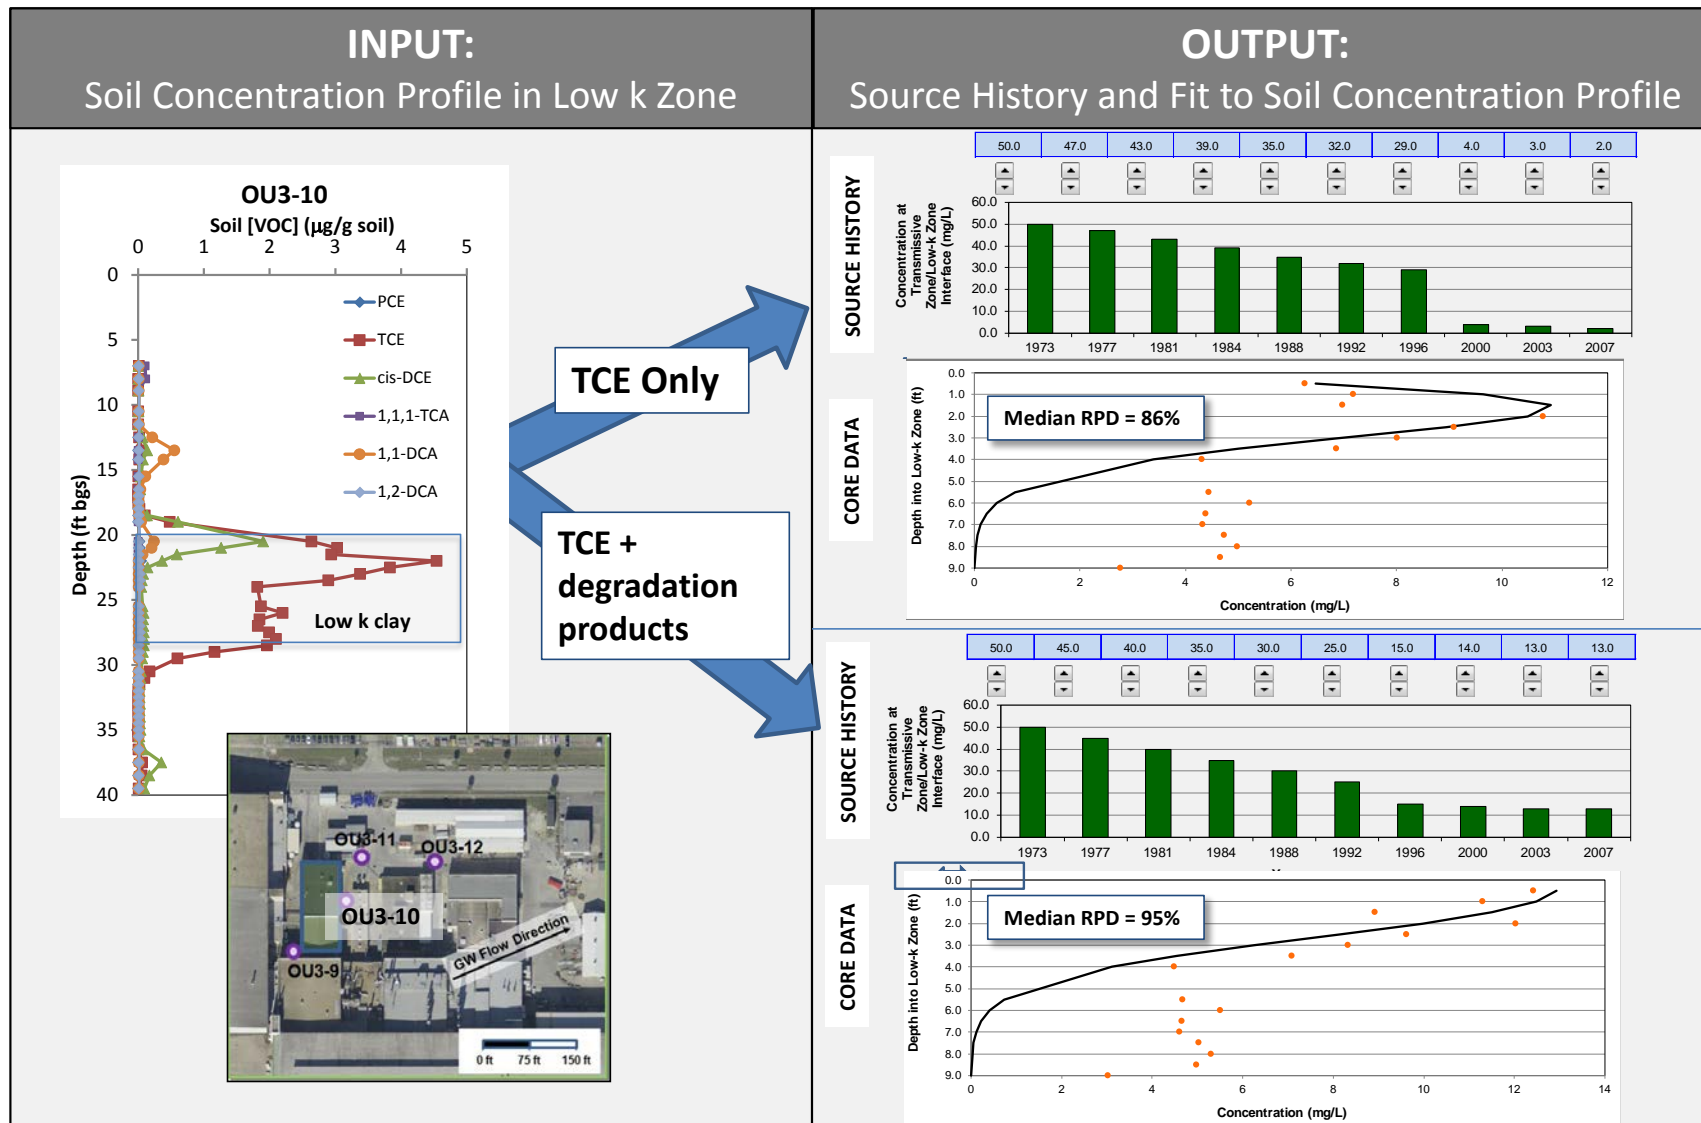 INPUT:
Soil Concentration Profile in Low k Zone
OUTPUT:
Source History and Fit to Soil Concentration Profile
OU3-10
Soil [VOC] (µg/g soil)
0 1 2 3 4 5
Depth (ft bgs)
0
5
10
15
20
25
30
35
40
PCE
TCE
cis-DCE
1,1,1-TCA
1,1-DCA
1,2-DCA
Low k clay
OU3-11
OU3-12
OU3-10
OU3-9
GW Flow Direction
0 ft 75 ft 150 ft
TCE Only
TCE +
degradation
products
SOURCE HISTORY
50.0 47.0 43.0 39.0 35.0 32.0 29.0 4.0 3.0 2.0
Concentration at
Transmissive
Zone/Low-k Zone
Interface (mg/L)
60.0
50.0
40.0
30.0
20.0
10.0
0.0
1973 1977 1981 1984 1988 1992 1996 2000 2003 2007
CORE DATA
Depth into Low-k Zone (ft)
0.0
1.0
2.0
3.0
4.0
5.0
6.0
7.0
8.0
9.0
Median RPD = 86%
0 2 4 6 8 10 12
Concentration (mg/L)
SOURCE HISTORY
50.0 45.0 40.0 35.0 30.0 25.0 15.0 14.0 13.0 13.0
Concentration at
Transmissive
Zone/Low-k Zone
Interface (mg/L)
60.0
50.0
40.0
30.0
20.0
10.0
0.0
1973 1977 1981 1984 1988 1992 1996 2000 2003 2007
CORE DATA
Depth into Low-k Zone (ft)
0.0
1.0
2.0
3.0
4.0
5.0
6.0
7.0
8.0
9.0
Median RPD = 95%
0 2 4 6 8 10 12 14
Concentration (mg/L)